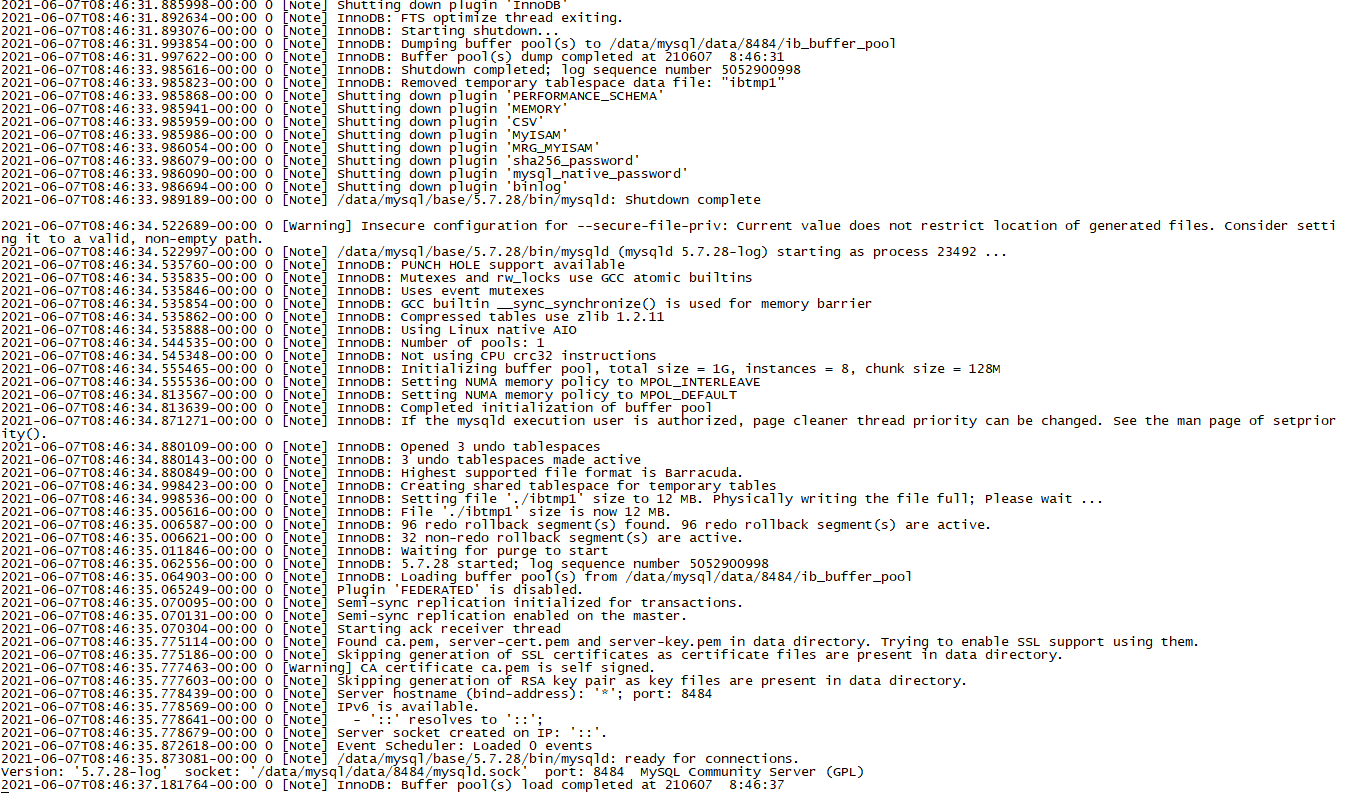 2021-06-07T08:46:31.885998-00:00 0 [Note] Shutting down plugin 'InnoDB'
2021-06-07T08:46:31.892634-00:00 0 [Note] InnoDB: FTS optimize thread exiting.
2021-06-07T08:46:31.893076-00:00 0 [Note] InnoDB: Starting shutdown...
2021-06-07T08:46:31.993854-00:00 0 [Note] InnoDB: Dumping buffer pool(s) to /data/mysql/data/8484/ib_buffer_pool
2021-06-07T08:46:31.997622-00:00 0 [Note] InnoDB: Buffer pool(s) dump completed at 210607  8:46:31
2021-06-07T08:46:33.985616-00:00 0 [Note] InnoDB: Shutdown completed; log sequence number 5052900998
2021-06-07T08:46:33.985823-00:00 0 [Note] InnoDB: Removed temporary tablespace data file: "ibtmp1"
2021-06-07T08:46:33.985868-00:00 0 [Note] Shutting down plugin 'PERFORMANCE_SCHEMA'
2021-06-07T08:46:33.985941-00:00 0 [Note] Shutting down plugin 'MEMORY'
2021-06-07T08:46:33.985959-00:00 0 [Note] Shutting down plugin 'CSV'
2021-06-07T08:46:33.985986-00:00 0 [Note] Shutting down plugin 'MyISAM'
2021-06-07T08:46:33.986054-00:00 0 [Note] Shutting down plugin 'MRG_MYISAM'
2021-06-07T08:46:33.986079-00:00 0 [Note] Shutting down plugin 'sha256_password'
2021-06-07T08:46:33.986090-00:00 0 [Note] Shutting down plugin 'mysql_native_password'
2021-06-07T08:46:33.986694-00:00 0 [Note] Shutting down plugin 'binlog'
2021-06-07T08:46:33.989189-00:00 0 [Note] /data/mysql/base/5.7.28/bin/mysqld: Shutdown complete
2021-06-07T08:46:34.522689-00:00 0 [Warning] Insecure configuration for --secure-file-priv: Current value does not restrict location of generated files. Consider setti
ng it to a valid, non-empty path.
2021-06-07T08:46:34.522997-00:00 0 [Note] /data/mysql/base/5.7.28/bin/mysqld (mysqld 5.7.28-log) starting as process 23492 ...
2021-06-07T08:46:34.535760-00:00 0 [Note] InnoDB: PUNCH HOLE support available
2021-06-07T08:46:34.535835-00:00 0 [Note] InnoDB: Mutexes and rw_locks use GCC atomic builtins
2021-06-07T08:46:34.535846-00:00 0 [Note] InnoDB: Uses event mutexes
2021-06-07T08:46:34.535854-00:00 0 [Note] InnoDB: GCC builtin __sync_synchronize() is used for memory barrier
2021-06-07T08:46:34.535862-00:00 0 [Note] InnoDB: Compressed tables use zlib 1.2.11
2021-06-07T08:46:34.535888-00:00 0 [Note] InnoDB: Using Linux native AIO
2021-06-07T08:46:34.544535-00:00 0 [Note] InnoDB: Number of pools: 1
2021-06-07T08:46:34.545348-00:00 0 [Note] InnoDB: Not using CPU crc32 instructions
2021-06-07T08:46:34.555465-00:00 0 [Note] InnoDB: Initializing buffer pool, total size = 1G, instances = 8, chunk size = 128M
2021-06-07T08:46:34.555536-00:00 0 [Note] InnoDB: Setting NUMA memory policy to MPOL_INTERLEAVE
2021-06-07T08:46:34.813567-00:00 0 [Note] InnoDB: Setting NUMA memory policy to MPOL_DEFAULT
2021-06-07T08:46:34.813639-00:00 0 [Note] InnoDB: Completed initialization of buffer pool
2021-06-07T08:46:34.871271-00:00 0 [Note] InnoDB: If the mysqld execution user is authorized, page cleaner thread priority can be changed. See the man page of setprior
ity().
2021-06-07T08:46:34.880109-00:00 0 [Note] InnoDB: Opened 3 undo tablespaces
2021-06-07T08:46:34.880143-00:00 0 [Note] InnoDB: 3 undo tablespaces made active
2021-06-07T08:46:34.880849-00:00 0 [Note] InnoDB: Highest supported file format is Barracuda.
2021-06-07T08:46:34.998423-00:00 0 [Note] InnoDB: Creating shared tablespace for temporary tables
2021-06-07T08:46:34.998536-00:00 0 [Note] InnoDB: Setting file './ibtmp1' size to 12 MB. Physically writing the file full; Please wait ...
2021-06-07T08:46:35.005616-00:00 0 [Note] InnoDB: File './ibtmp1' size is now 12 MB.
2021-06-07T08:46:35.006587-00:00 0 [Note] InnoDB: 96 redo rollback segment(s) found. 96 redo rollback segment(s) are active.
2021-06-07T08:46:35.006621-00:00 0 [Note] InnoDB: 32 non-redo rollback segment(s) are active.
2021-06-07T08:46:35.011846-00:00 0 [Note] InnoDB: Waiting for purge to start
2021-06-07T08:46:35.062556-00:00 0 [Note] InnoDB: 5.7.28 started; log sequence number 5052900998
2021-06-07T08:46:35.064903-00:00 0 [Note] InnoDB: Loading buffer pool(s) from /data/mysql/data/8484/ib_buffer_pool
2021-06-07T08:46:35.065249-00:00 0 [Note] Plugin 'FEDERATED' is disabled.
2021-06-07T08:46:35.070095-00:00 0 [Note] Semi-sync replication initialized for transactions.
2021-06-07T08:46:35.070131-00:00 0 [Note] Semi-sync replication enabled on the master.
2021-06-07T08:46:35.070304-00:00 0 [Note] Starting ack receiver thread
2021-06-07T08:46:35.775114-00:00 0 [Note] Found ca.pem, server-cert.pem and server-key.pem in data directory. Trying to enable SSL support using them.
2021-06-07T08:46:35.775186-00:00 0 [Note] Skipping generation of SSL certificates as certificate files are present in data directory.
2021-06-07T08:46:35.777463-00:00 0 [Warning] CA certificate ca.pem is self signed.
2021-06-07T08:46:35.777603-00:00 0 [Note] Skipping generation of RSA key pair as key files are present in data directory.
2021-06-07T08:46:35.778439-00:00 0 [Note] Server hostname (bind-address): '*'; port: 8484
2021-06-07T08:46:35.778569-00:00 0 [Note] IPv6 is available.
2021-06-07T08:46:35.778641-00:00 0 [Note]   - '::' resolves to '::';
2021-06-07T08:46:35.778679-00:00 0 [Note] Server socket created on IP: '::'.
2021-06-07T08:46:35.872618-00:00 0 [Note] Event Scheduler: Loaded 0 events
2021-06-07T08:46:35.873081-00:00 0 [Note] /data/mysql/base/5.7.28/bin/mysqld: ready for connections.
Version: '5.7.28-log'  socket: '/data/mysql/data/8484/mysqld.sock'  port: 8484  MySQL Community Server (GPL)
2021-06-07T08:46:37.181764-00:00 0 [Note] InnoDB: Buffer pool(s) load completed at 210607  8:46:37